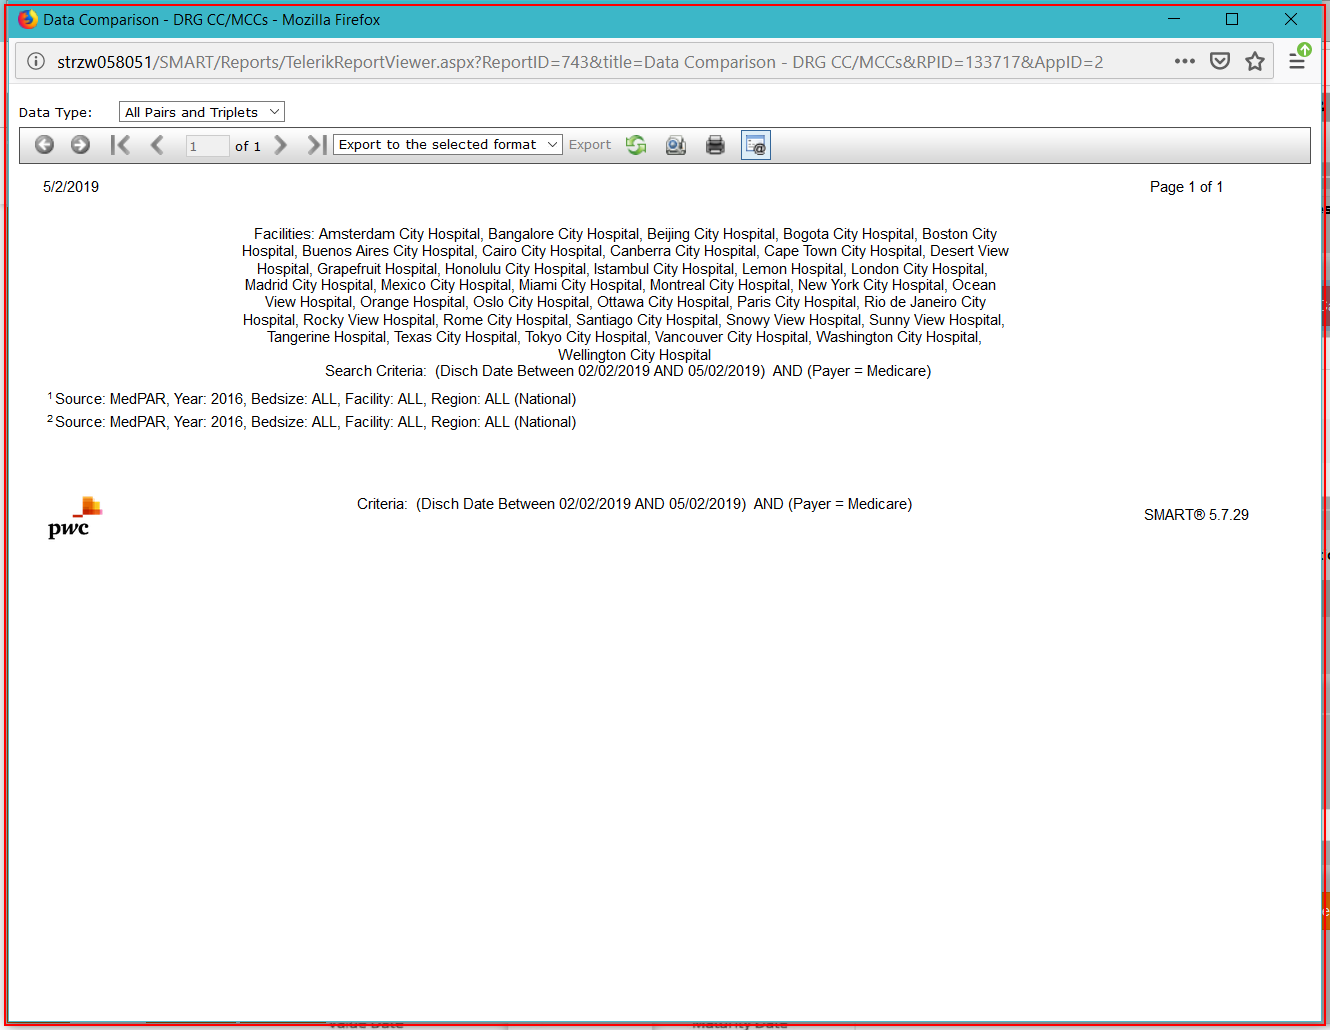 Data Comparison - DRG CC/MCCs - Mozilla Firefox
strzw058051/SMART/Reports/TelerikReportViewer.aspx?ReportID=743&title=Data Comparison - DRG CC/MCCs&RPID=133717&AppID=2
Data Type: All Pairs and Triplets
1 of 1 Export to the selected format Export
5/2/2019 Page 1 of 1
Facilities: Amsterdam City Hospital, Bangalore City Hospital, Beijing City Hospital, Bogota City Hospital, Boston City
Hospital, Buenos Aires City Hospital, Cairo City Hospital, Canberra City Hospital, Cape Town City Hospital, Desert View
Hospital, Grapefruit Hospital, Honolulu City Hospital, Istambul City Hospital, Lemon Hospital, London City Hospital,
Madrid City Hospital, Mexico City Hospital, Miami City Hospital, Montreal City Hospital, New York City Hospital, Ocean
View Hospital, Orange Hospital, Oslo City Hospital, Ottawa City Hospital, Paris City Hospital, Rio de Janeiro City
Hospital, Rocky View Hospital, Rome City Hospital, Santiago City Hospital, Snowy View Hospital, Sunny View Hospital,
Tangerine Hospital, Texas City Hospital, Tokyo City Hospital, Vancouver City Hospital, Washington City Hospital,
Wellington City Hospital
Search Criteria: (Disch Date Between 02/02/2019 AND 05/02/2019) AND (Payer = Medicare)
1 Source: MedPAR, Year: 2016, Bedsize: ALL, Facility: ALL, Region: ALL (National)
2 Source: MedPAR, Year: 2016, Bedsize: ALL, Facility: ALL, Region: ALL (National)
pwc
Criteria: (Disch Date Between 02/02/2019 AND 05/02/2019) AND (Payer = Medicare)
SMART® 5.7.29
Value Date Maturity Date